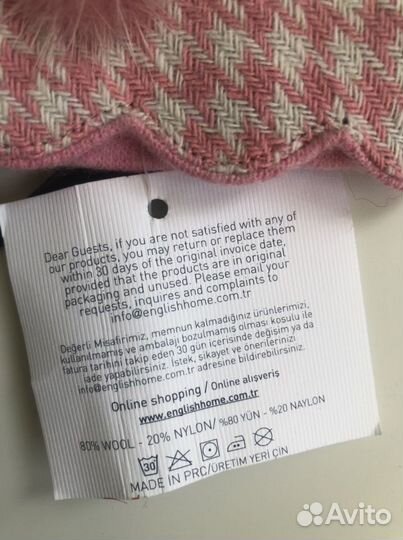 Dear Guests, if you are not satisfied with any of
our products, you may return or replace them
within 30 days of the original invoice date,
provided that the products are in original
packaging and unused. Please email your
requests, inquires and complaints to
info@englishhome.com.tr
Değerli Misafirimiz, memnun kalmadığınız ürünlerimizi,
kullanılmamış ve ambalajı bozulmamış olması koşulu ile
fatura tarihini takip eden 30 gün içerisinde değişim ya da
iade yapabilirsiniz. İstek, şikayet ve önerilerinizi
info@englishhome.com.tr adresine bildirebilirsiniz.
Online shopping / Online alışveriş
www.englishhome.com.tr
80% WOOL - 20% NYLON/ %80 YÜN - %20 NAYLON
30
MADE IN PRC/ÜRETİM YERİ ÇİN
Avito